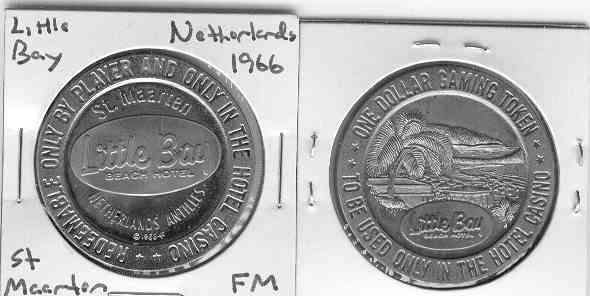 Little Bay
Netherlands 1966
REDEEMABLE ONLY BY PLAYER AND ONLY IN THE HOTEL CASINO
St. Maarten
Little Bay
BEACH HOTEL
NETHERLANDS ANTILLES
St Maarten
FM
ONE DOLLAR GAMING TOKEN
Little Bay
BEACH HOTEL
TO BE USED ONLY IN THE HOTEL CASINO